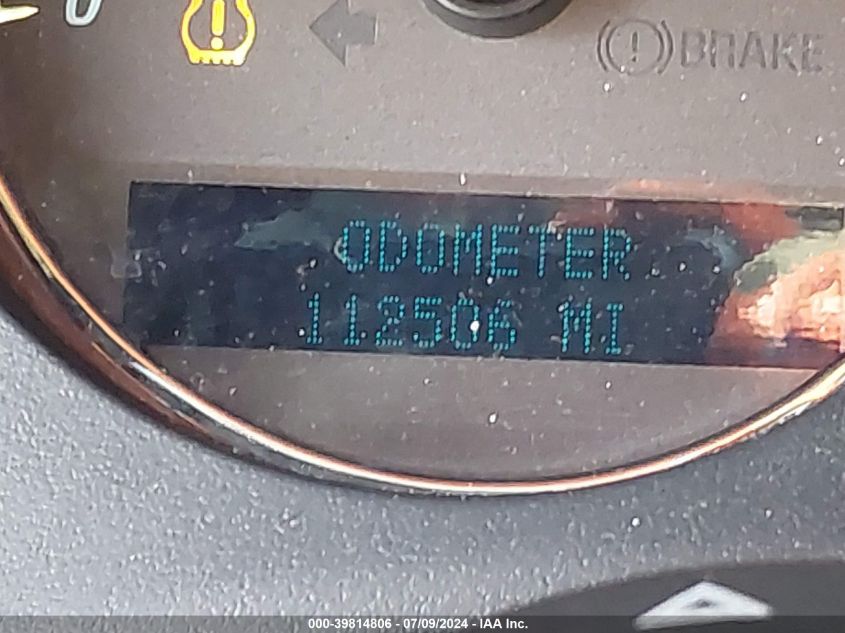 BRAKE
ODOMETER
112506 MI
000-39814806 - 07/09/2024 - IAA Inc.